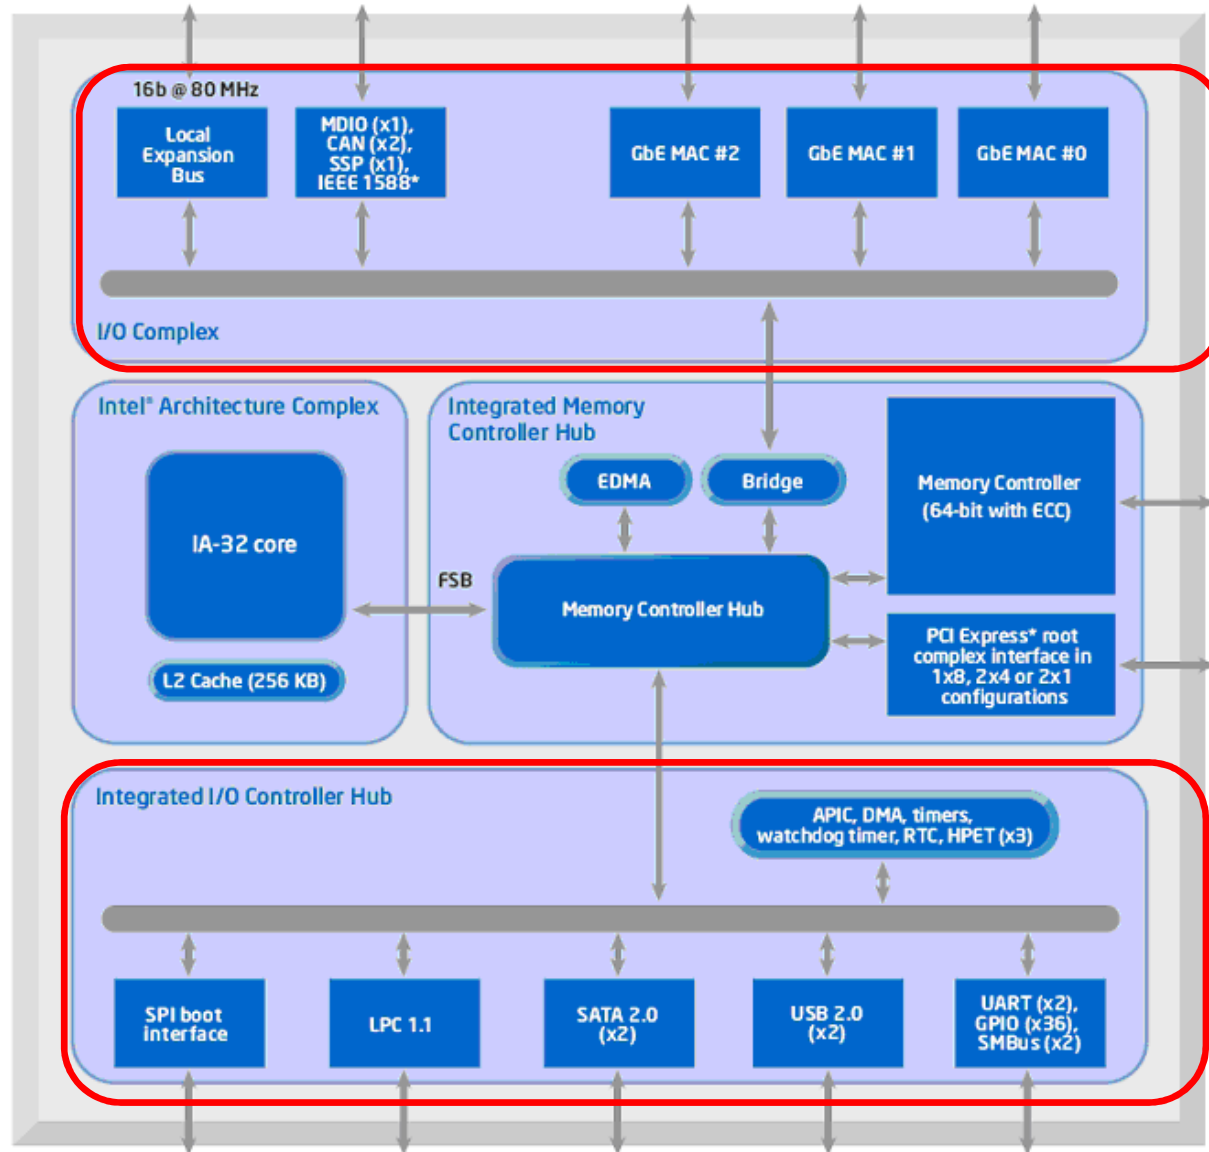 16b @ 80 MHz
Local
Expansion
Bus
MDIO (x1),
CAN (x2),
SSP (x1),
IEEE 1588*
GbE MAC #2
GbE MAC #1
GbE MAC #0
I/O Complex
Intel® Architecture Complex
IA-32 core
L2 Cache (256 KB)
FSB
Integrated Memory
Controller Hub
EDMA
Bridge
Memory Controller Hub
Memory Controller
(64-bit with ECC)
PCI Express* root
complex interface in
1x8, 2x4 or 2x1
configurations
Integrated I/O Controller Hub
APIC, DMA, timers,
watchdog timer, RTC, HPET (x3)
SPI boot
interface
LPC 1.1
SATA 2.0
(x2)
USB 2.0
(x2)
UART (x2),
GPIO (x36),
SMBus (x2)